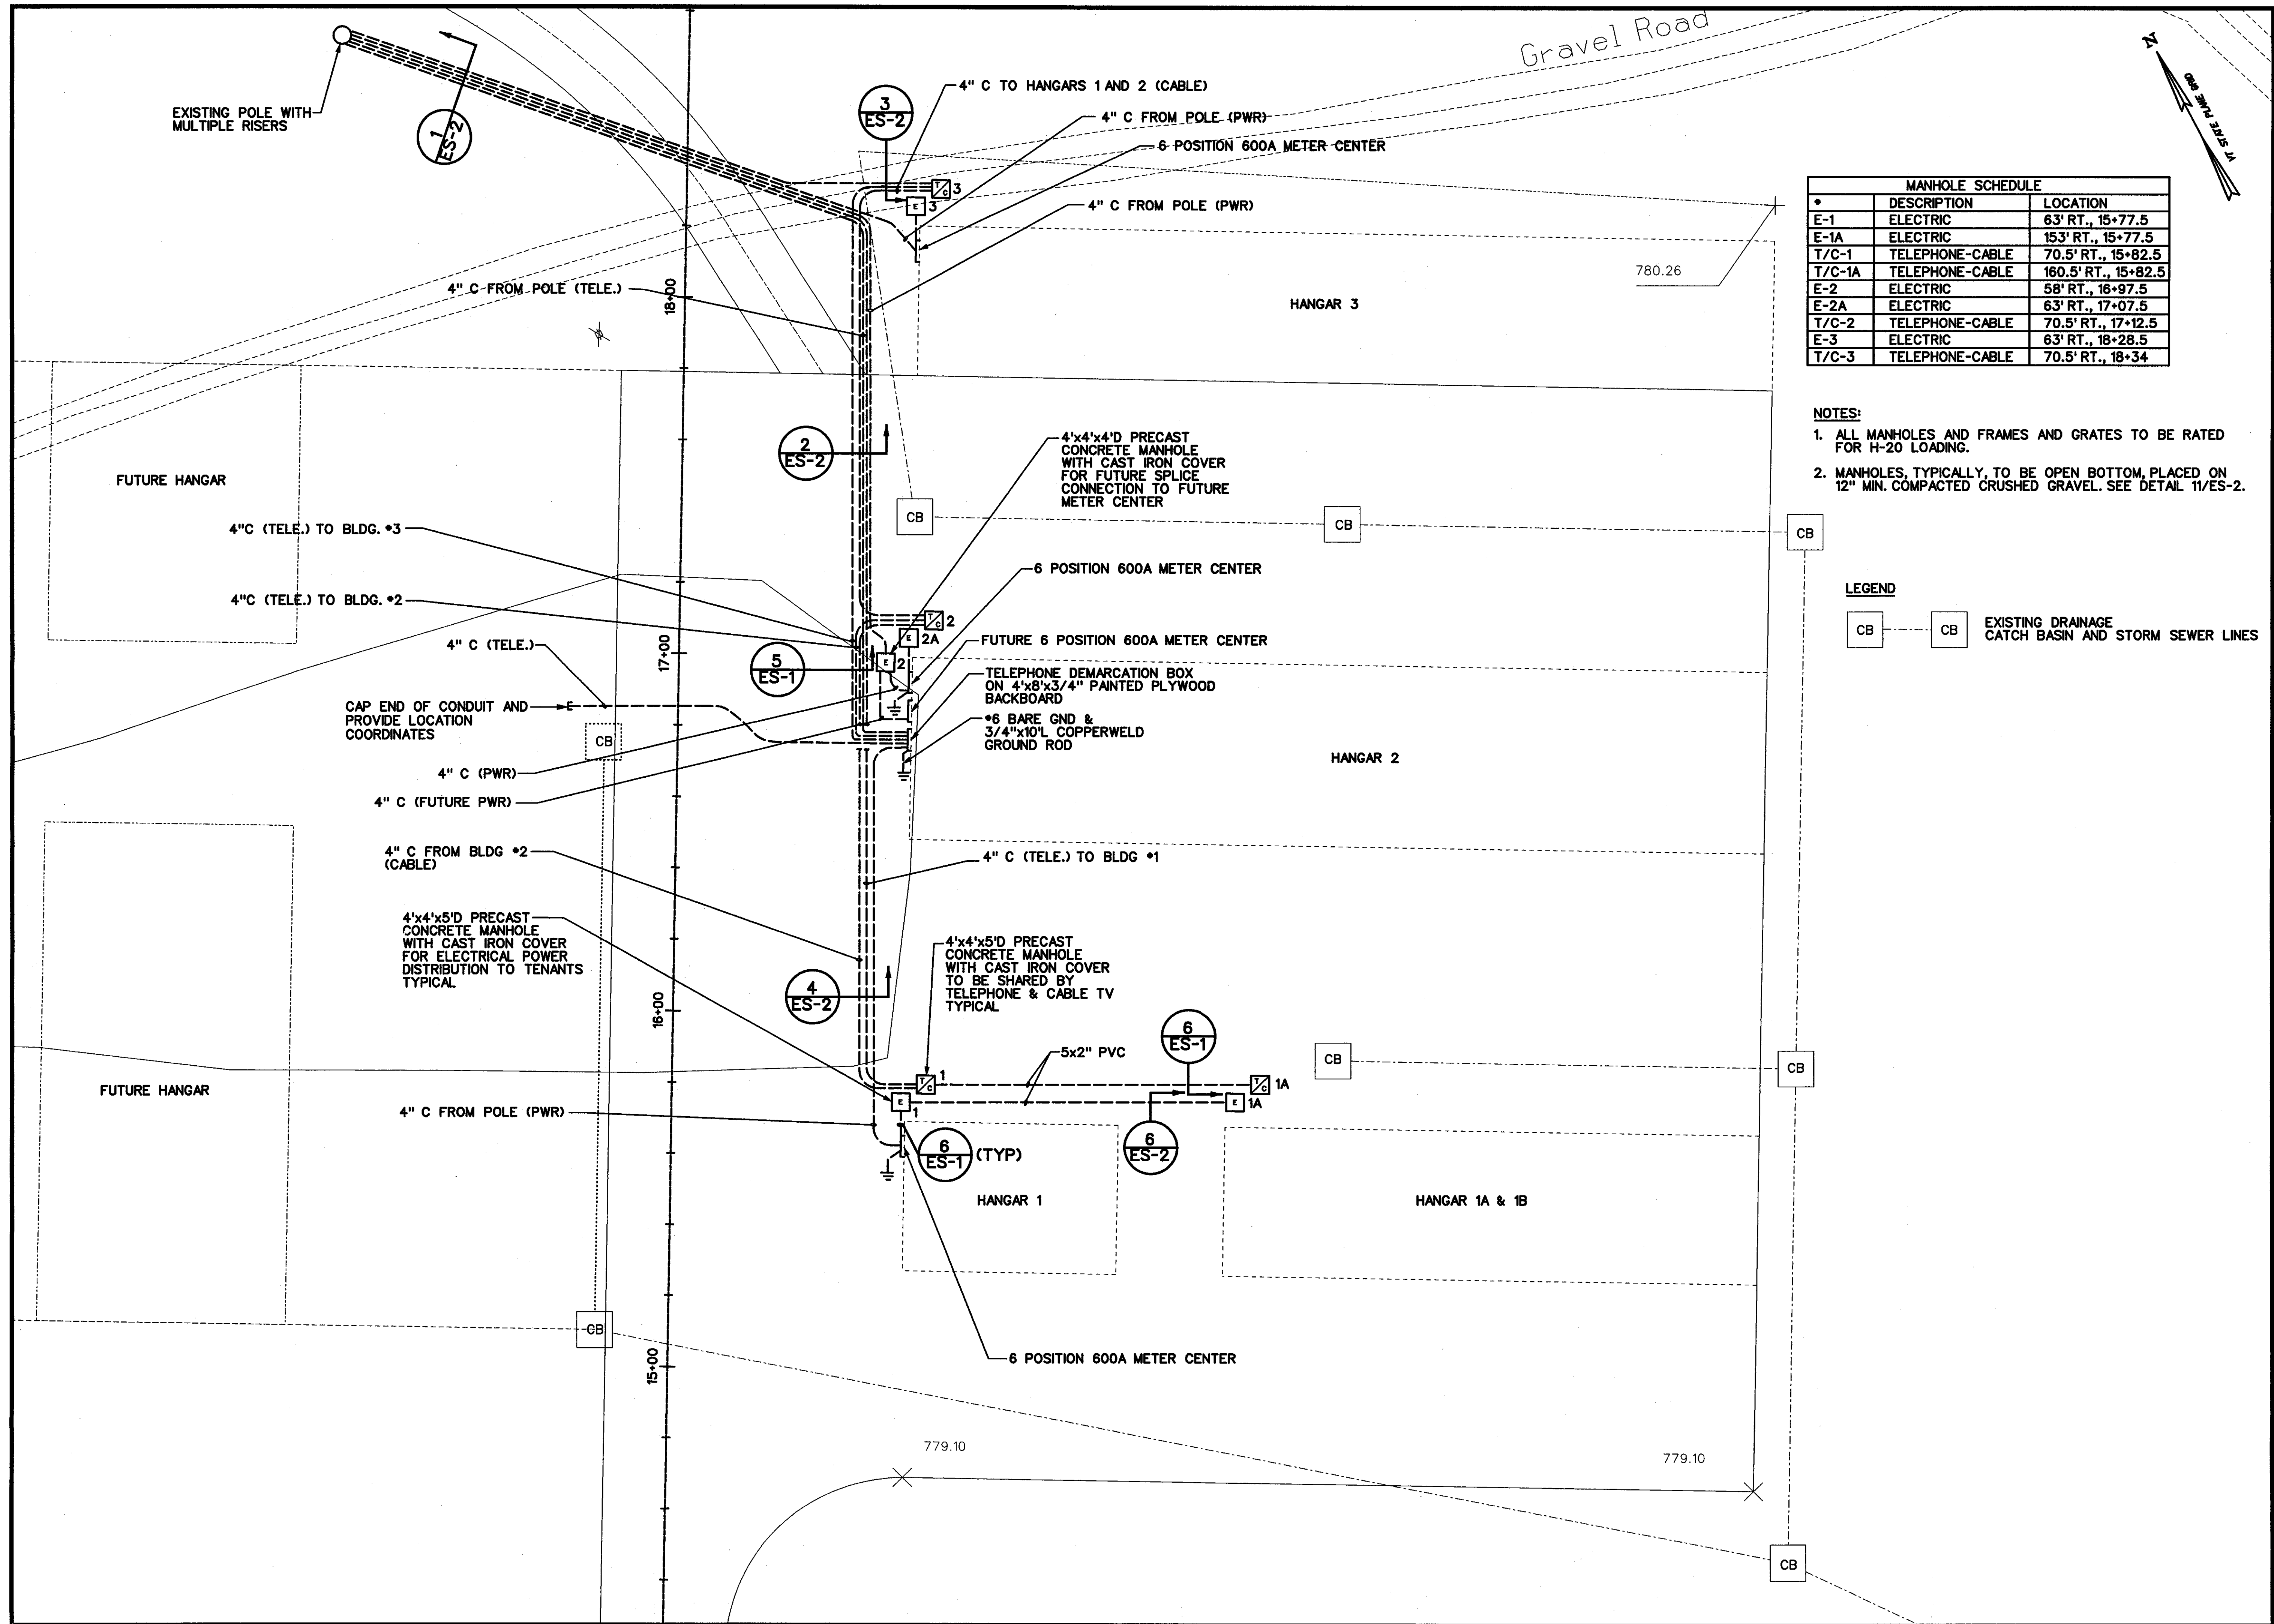 Gravel Road
VT STATE PLANE GRID
N
EXISTING POLE WITH
MULTIPLE RISERS
1
ES-2
3
ES-2
4" C TO HANGARS 1 AND 2 (CABLE)
4" C FROM POLE (PWR)
6 POSITION 600A METER CENTER
T/C 3
E 3
4" C FROM POLE (PWR)
4" C FROM POLE (TELE.)
18+00
780.26
HANGAR 3
MANHOLE SCHEDULE
• DESCRIPTION LOCATION
E-1 ELECTRIC 63' RT., 15+77.5
E-1A ELECTRIC 153' RT., 15+77.5
T/C-1 TELEPHONE-CABLE 70.5' RT., 15+82.5
T/C-1A TELEPHONE-CABLE 160.5' RT., 15+82.5
E-2 ELECTRIC 58' RT., 16+97.5
E-2A ELECTRIC 63' RT., 17+07.5
T/C-2 TELEPHONE-CABLE 70.5' RT., 17+12.5
E-3 ELECTRIC 63' RT., 18+28.5
T/C-3 TELEPHONE-CABLE 70.5' RT., 18+34
NOTES:
1. ALL MANHOLES AND FRAMES AND GRATES TO BE RATED
FOR H-20 LOADING.
2. MANHOLES, TYPICALLY, TO BE OPEN BOTTOM, PLACED ON
12" MIN. COMPACTED CRUSHED GRAVEL. SEE DETAIL 11/ES-2.
LEGEND
CB CB EXISTING DRAINAGE
CATCH BASIN AND STORM SEWER LINES
FUTURE HANGAR
2
ES-2
4'x4'x4'D PRECAST
CONCRETE MANHOLE
WITH CAST IRON COVER
FOR FUTURE SPLICE
CONNECTION TO FUTURE
METER CENTER
CB
CB
CB
4"C (TELE.) TO BLDG. •3
4"C (TELE.) TO BLDG. •2
4" C (TELE.)
6 POSITION 600A METER CENTER
T/C 2
E 2A
E 2
FUTURE 6 POSITION 600A METER CENTER
17+00
5
ES-1
TELEPHONE DEMARCATION BOX
ON 4'x8'x3/4" PAINTED PLYWOOD
BACKBOARD
•6 BARE GND &
3/4"x10'L COPPERWELD
GROUND ROD
CAP END OF CONDUIT AND
PROVIDE LOCATION
COORDINATES
E
CB
HANGAR 2
4" C (PWR)
4" C (FUTURE PWR)
4" C FROM BLDG •2
(CABLE)
4" C (TELE.) TO BLDG •1
4'x4'x5'D PRECAST
CONCRETE MANHOLE
WITH CAST IRON COVER
FOR ELECTRICAL POWER
DISTRIBUTION TO TENANTS
TYPICAL
4'x4'x5'D PRECAST
CONCRETE MANHOLE
WITH CAST IRON COVER
TO BE SHARED BY
TELEPHONE & CABLE TV
TYPICAL
4
ES-2
16+00
6
ES-1
5x2" PVC
CB
CB
T/C 1
T/C 1A
E 1
E 1A
FUTURE HANGAR
4" C FROM POLE (PWR)
6
ES-1 (TYP)
6
ES-2
HANGAR 1
HANGAR 1A & 1B
CB
15+00
6 POSITION 600A METER CENTER
779.10
779.10
CB